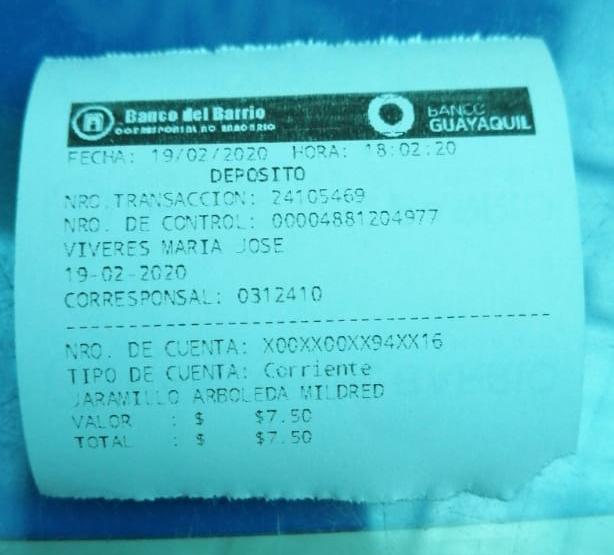 Banco del Barrio
CORRESPONSAL NO BANCARIO
BANCO
GUAYAQUIL
FECHA: 19/02/2020 HORA: 18:02:20
DEPOSITO
NRO.TRANSACCION: 24105469
NRO. DE CONTROL: 00004881204977
VIVERES MARIA JOSE
19-02-2020
CORRESPONSAL: 0312410
NRO. DE CUENTA: X00XX00XX94XX16
TIPO DE CUENTA: Corriente
JARAMILLO ARBOLEDA MILDRED
VALOR : $ $7.50
TOTAL : $ $7.50